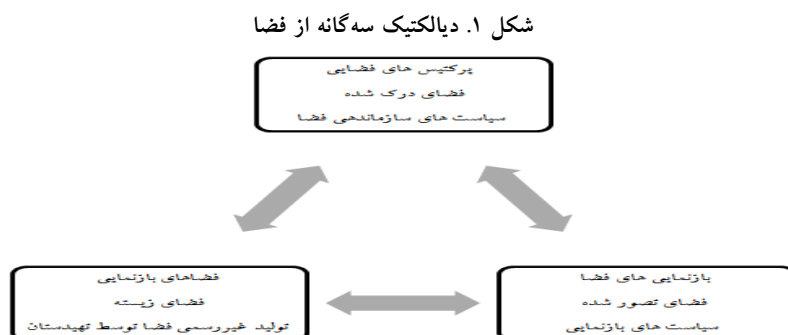 شکل ۱. دیالکتیک سه‌گانه از فضا
پرکتیس های فضایی
فضای درک شده
سیاست های سازماندهی فضا
بازنمایی های فضا
فضای تصور شده
سیاست های بازنمایی
فضاهای بازنمایی
فضای زیسته
تولید غیررسمی فضا توسط تهیدستان